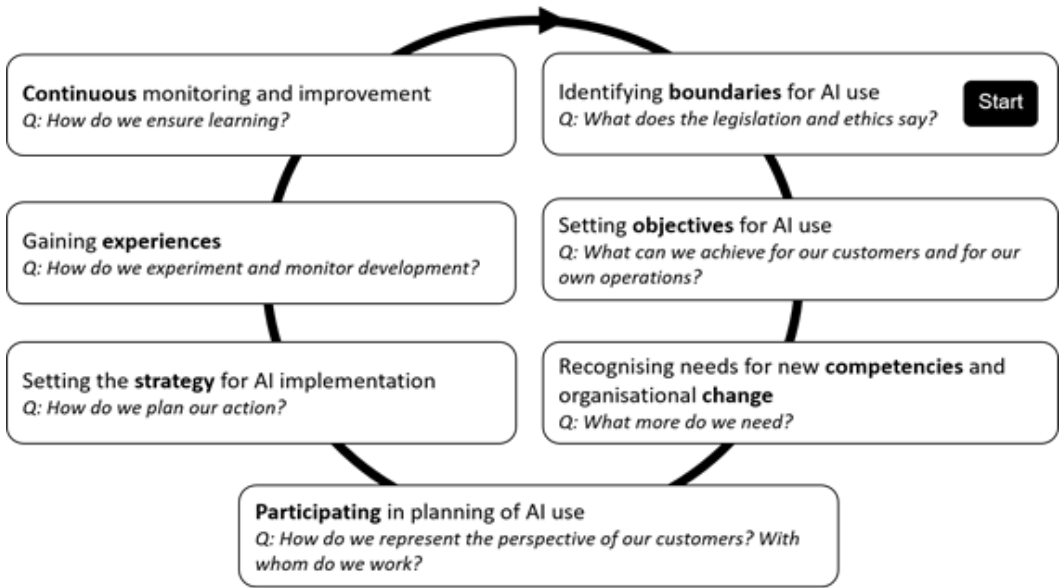 Identifying boundaries for AI use
Q: What does the legislation and ethics say?
Start
Setting objectives for AI use
Q: What can we achieve for our customers and for our
own operations?
Recognising needs for new competencies and
organisational change
Q: What more do we need?
Participating in planning of AI use
Q: How do we represent the perspective of our customers? With
whom do we work?
Setting the strategy for AI implementation
Q: How do we plan our action?
Gaining experiences
Q: How do we experiment and monitor development?
Continuous monitoring and improvement
Q: How do we ensure learning?